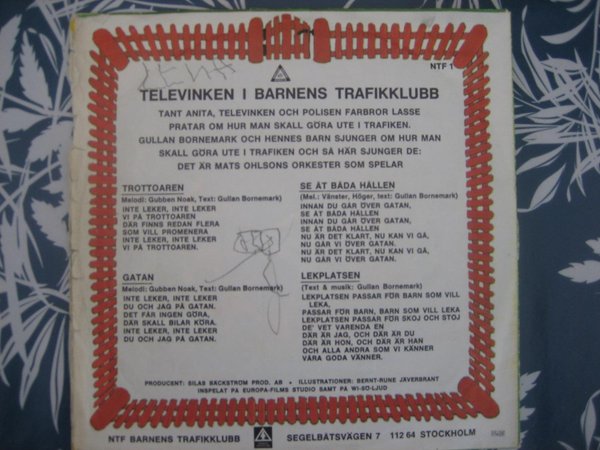 LENA
NTF 1
TELEVINKEN I BARNENS TRAFIKKLUBB
TANT ANITA, TELEVINKEN OCH POLISEN FARBROR LASSE
PRATAR OM HUR MAN SKALL GÖRA UTE I TRAFIKEN.
GULLAN BORNEMARK OCH HENNES BARN SJUNGER OM HUR MAN
SKALL GÖRA UTE I TRAFIKEN OCH SÅ HÄR SJUNGER DE:
DET ÄR MATS OHLSONS ORKESTER SOM SPELAR
TROTTOAREN
Melodi: Gubben Noak, Text: Gullan Bornemark)
INTE LEKER, INTE LEKER
VI PÅ TROTTOAREN
DÄR FINNS REDAN FLERA
SOM VILL PROMENERA
INTE LEKER, INTE LEKER
VI PÅ TROTTOAREN.
GATAN
Melodi: Gubben Noak, Text: Gullan Bornemark)
INTE LEKER, INTE LEKER
DU OCH JAG PÅ GATAN.
DET FÅR INGEN GÖRA,
DÄR SKALL BILAR KÖRA.
INTE LEKER, INTE LEKER
DU OCH JAG PÅ GATAN.
SE ÅT BÅDA HÅLLEN
(Mel.: Vänster, Höger, text: Gullan Bornemark)
INNAN DU GÅR ÖVER GATAN,
SE ÅT BÅDA HÅLLEN
INNAN DU GÅR ÖVER GATAN,
SE ÅT BÅDA HÅLLEN
NU ÄR DET KLART, NU KAN VI GÅ,
NU GÅR VI ÖVER GATAN.
NU ÄR DET KLART, NU KAN VI GÅ,
NU GÅR VI ÖVER GATAN.
LEKPLATSEN
(Text & musik: Gullan Bornemark)
LEKPLATSEN PASSAR FÖR BARN SOM VILL
LEKA,
PASSAR FÖR BARN, BARN SOM VILL LEKA
LEKPLATSEN PASSAR FÖR SKOJ OCH STOJ
DE' VET VARENDA EN
DÄR ÄR JAG, OCH DÄR ÄR DU
DÄR ÄR HON, OCH DÄR ÄR HAN
OCH ALLA ANDRA SOM VI KÄNNER
VÅRA GODA VÄNNER.
PRODUCENT: SILAS BÄCKSTRÖM PROD. AB • ILLUSTRATIONER: BERNT-RUNE JÄVERBRANT
INSPELAT PÅ EUROPA-FILMS STUDIO SAMT PÅ WI-SÖ-LJUD
NTF BARNENS TRAFIKKLUBB SEGELBÅTSVÄGEN 7 112 64 STOCKHOLM